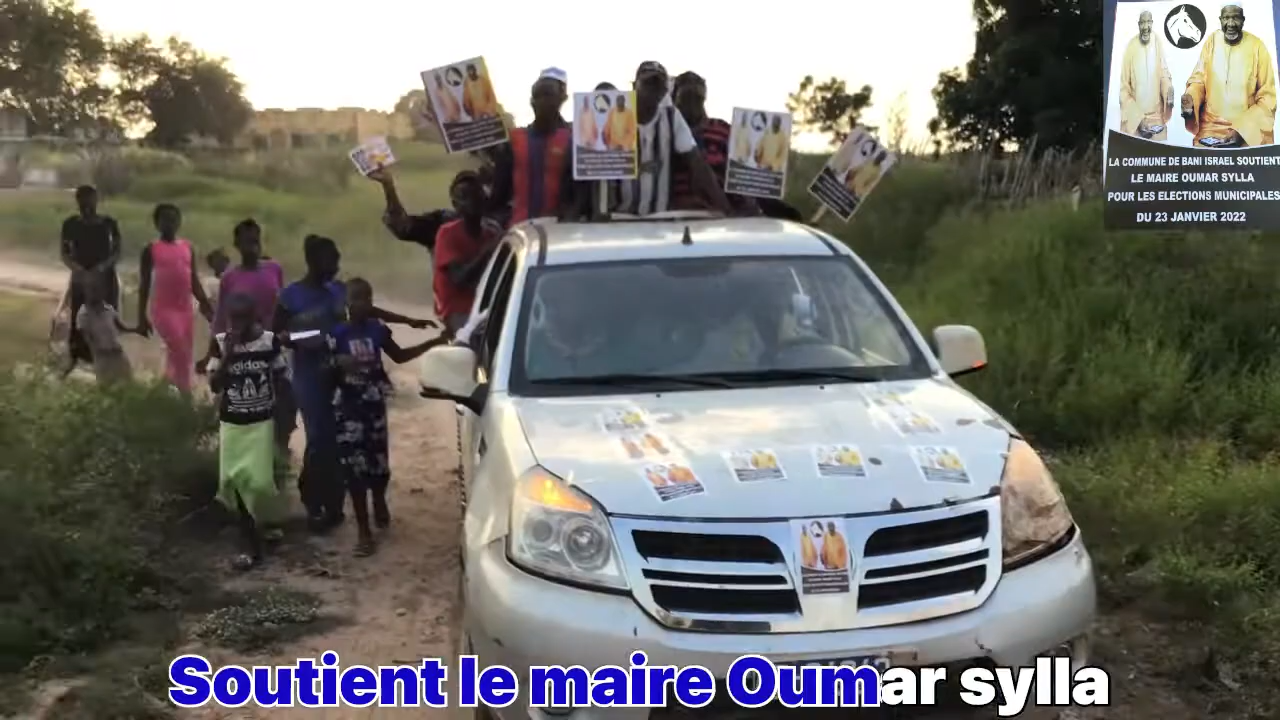 LA COMMUNE DE BANI ISRAEL SOUTIENT
LE MAIRE OUMAR SYLLA
POUR LES ELECTIONS MUNICIPALES
DU 23 JANVIER 2022
adidas
Soutient le maire Oumar sylla